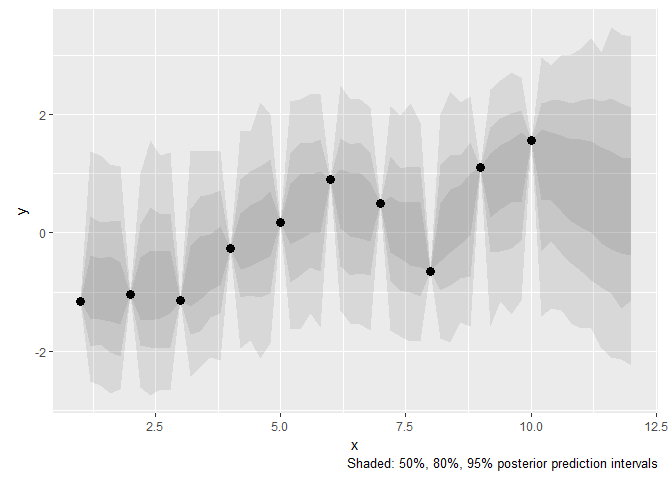 2
0
-2
y
2.5
5.0
7.5
10.0
12.5
x
Shaded: 50%, 80%, 95% posterior prediction intervals